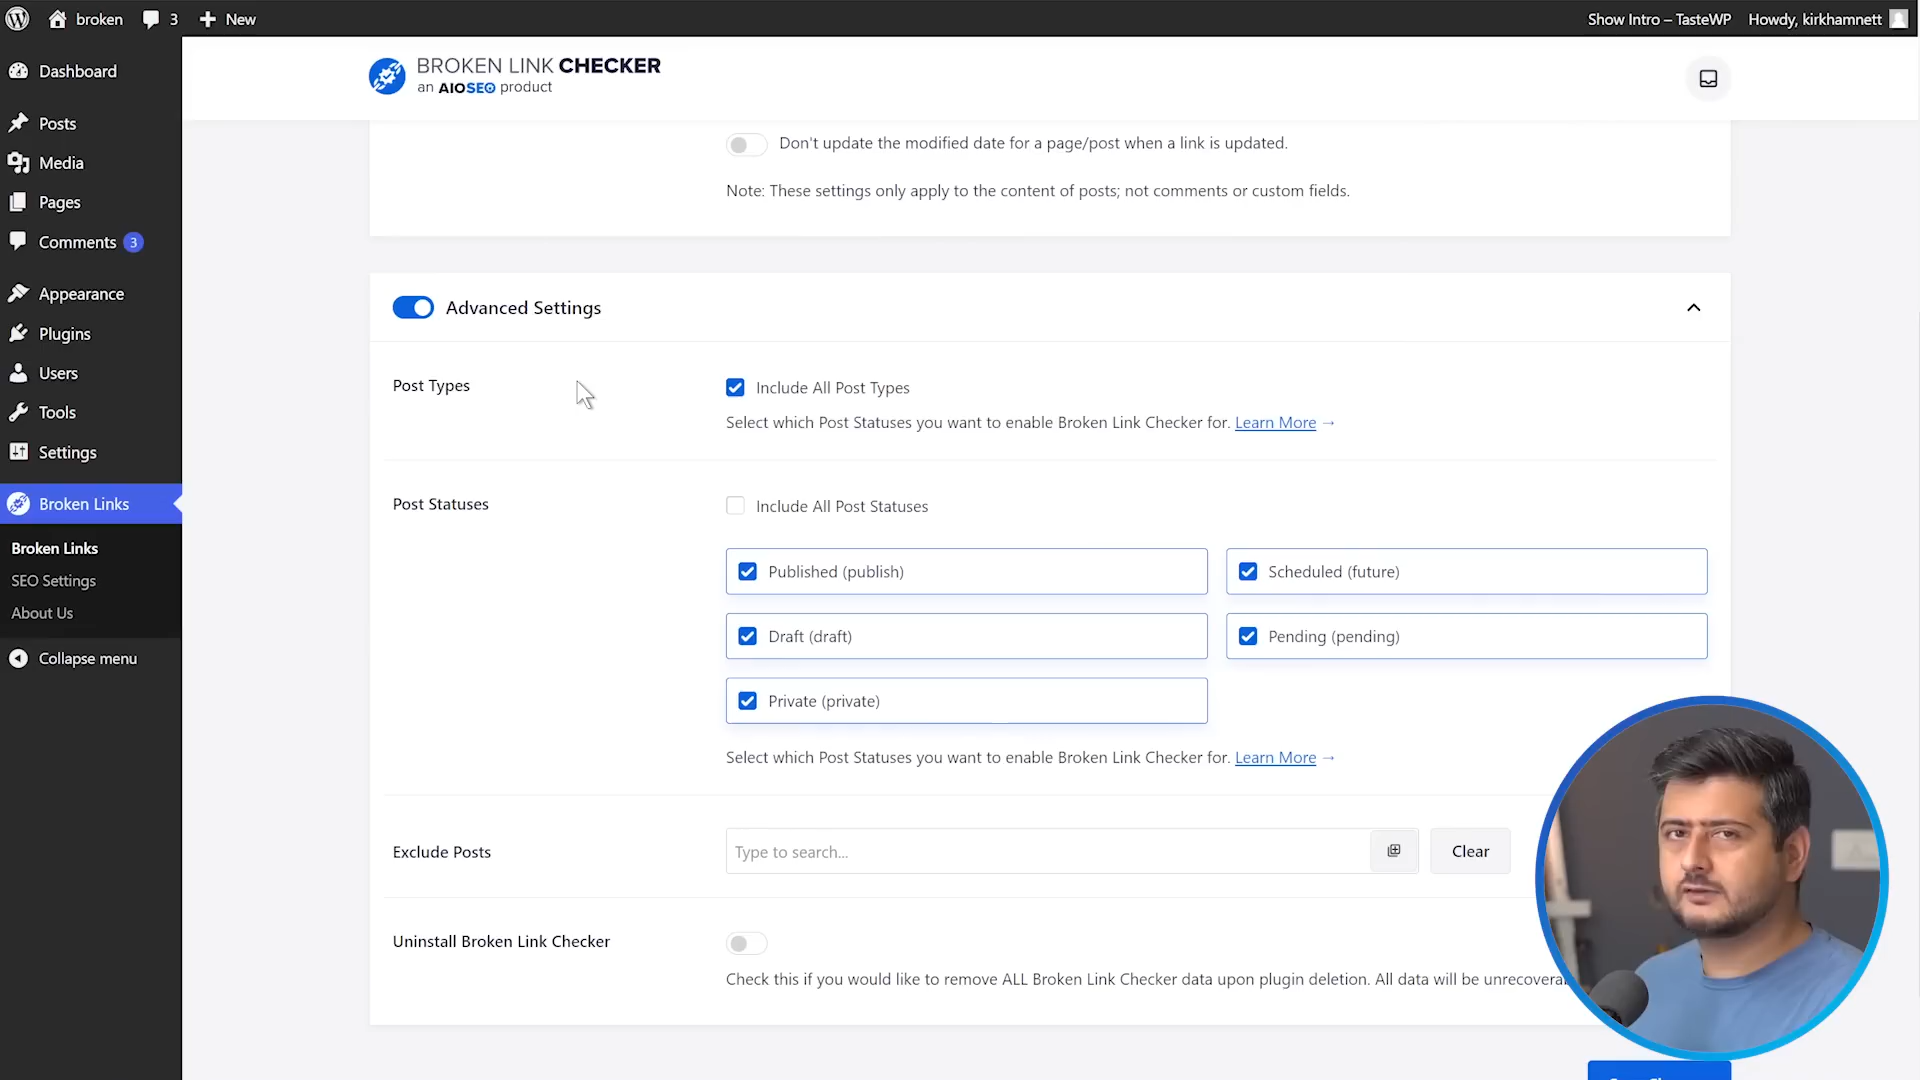 broken
3
New
Show Intro – TasteWP
Howdy, kirkhamnett
Dashboard
Posts
Media
Pages
Comments 3
Appearance
Plugins
Users
Tools
Settings
Broken Links
Broken Links
SEO Settings
About Us
Collapse menu
BROKEN LINK CHECKER
an AIOSEO product
Don't update the modified date for a page/post when a link is updated.
Note: These settings only apply to the content of posts; not comments or custom fields.
Advanced Settings
Post Types
Include All Post Types
Select which Post Statuses you want to enable Broken Link Checker for. Learn More →
Post Statuses
Include All Post Statuses
Published (publish)
Scheduled (future)
Draft (draft)
Pending (pending)
Private (private)
Select which Post Statuses you want to enable Broken Link Checker for. Learn More →
Exclude Posts
Type to search...
Clear
Uninstall Broken Link Checker
Check this if you would like to remove ALL Broken Link Checker data upon plugin deletion. All data will be